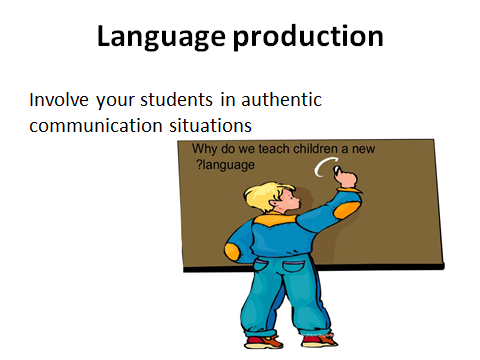 Language production
Involve your students in authentic
communication situations
Why do we teach children a new
?language